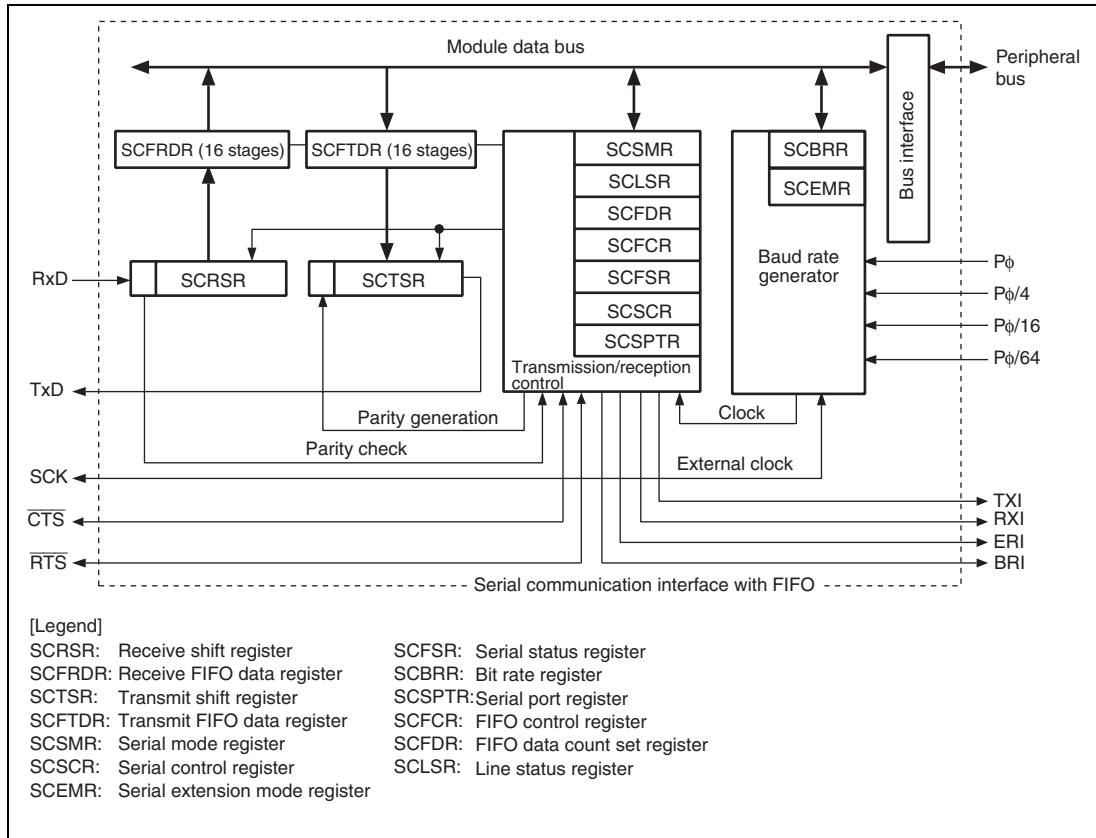 Module data bus
Peripheral
bus
Bus interface
SCFRDR (16 stages)
SCFTDR (16 stages)
SCSMR
SCLSR
SCFDR
SCFCR
SCFSR
SCSCR
SCSPTR
Transmission/reception
control
SCBRR
SCEMR
Baud rate
generator
RxD
SCRSR
SCTSR
Pϕ
Pϕ/4
Pϕ/16
Pϕ/64
TxD
Parity generation
Clock
Parity check
External clock
SCK
C̅T̅S̅
R̅T̅S̅
TXI
RXI
ERI
BRI
Serial communication interface with FIFO
[Legend]
SCRSR: Receive shift register
SCFRDR: Receive FIFO data register
SCTSR: Transmit shift register
SCFTDR: Transmit FIFO data register
SCSMR: Serial mode register
SCSCR: Serial control register
SCEMR: Serial extension mode register
SCFSR: Serial status register
SCBRR: Bit rate register
SCSPTR: Serial port register
SCFCR: FIFO control register
SCFDR: FIFO data count set register
SCLSR: Line status register